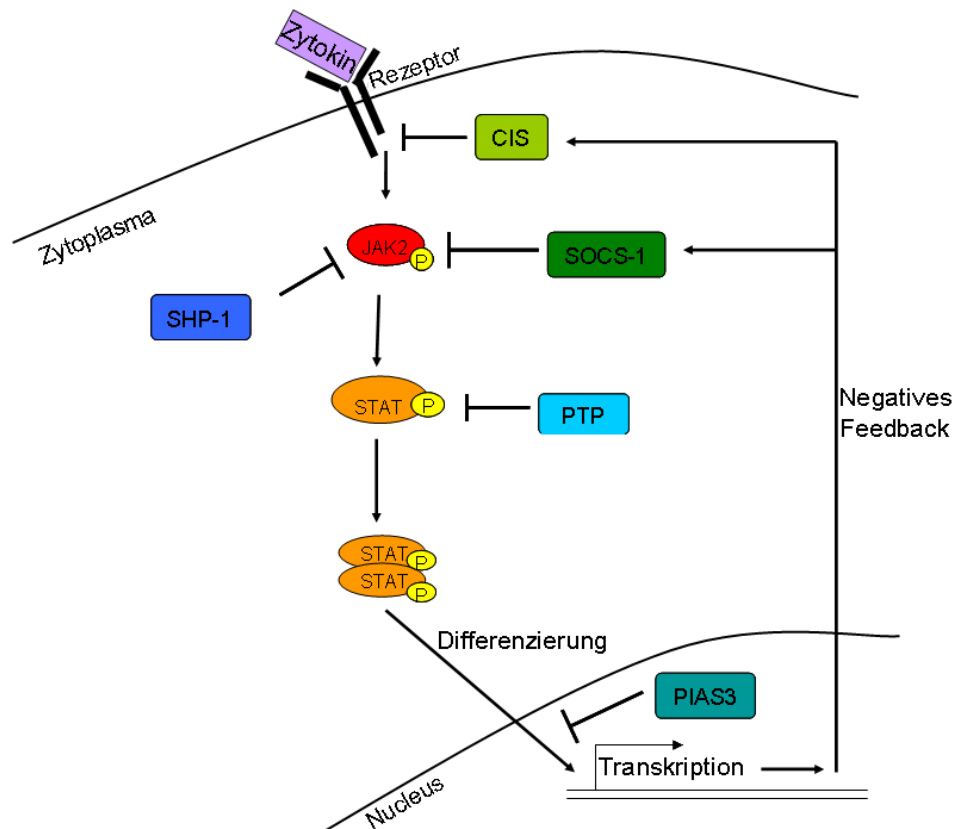 Zytokin
Rezeptor
CIS
Zytoplasma
JAK2
P
SOCS-1
SHP-1
STAT
P
PTP
Negatives
Feedback
STAT
P
STAT
P
Differenzierung
PIAS3
Transkription
Nucleus